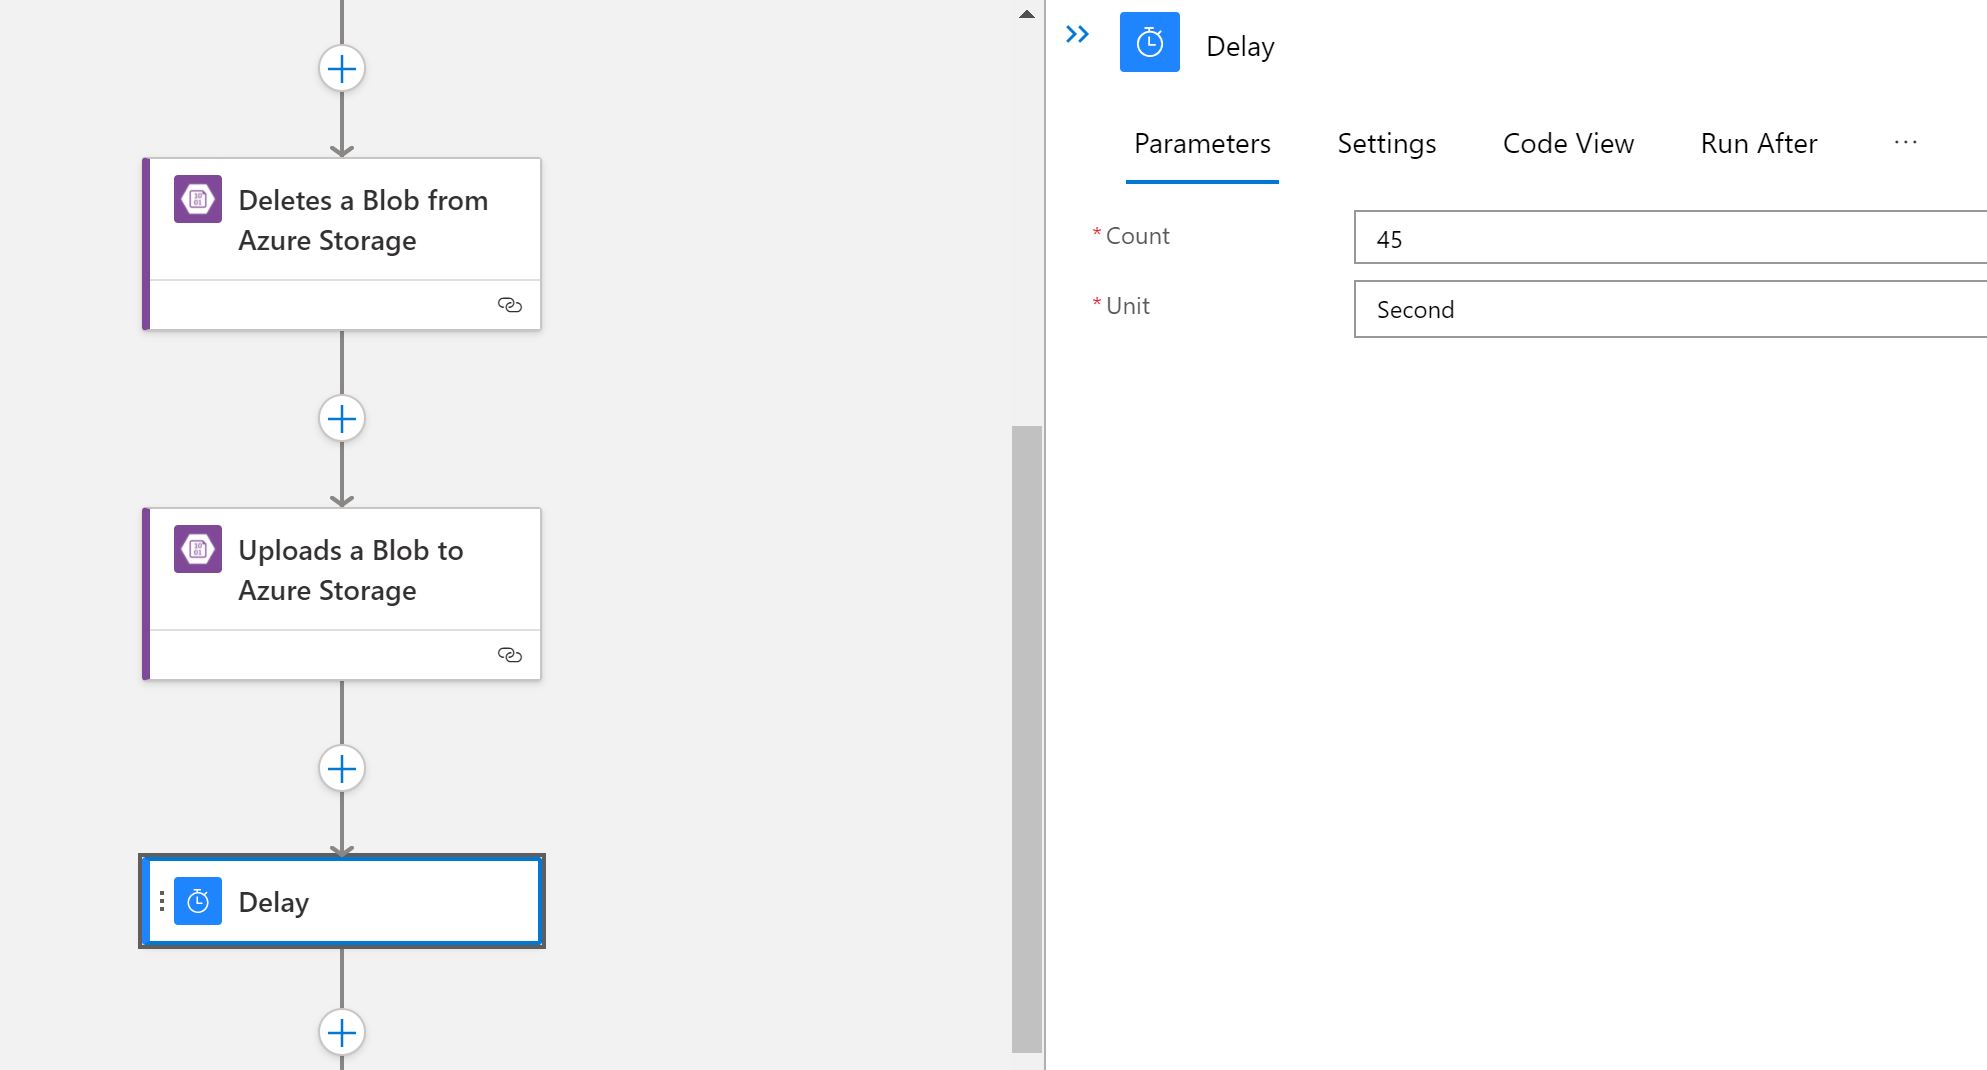 Deletes a Blob from
Azure Storage
Uploads a Blob to
Azure Storage
Delay
Delay
Parameters Settings Code View Run After ...
* Count 45
* Unit Second